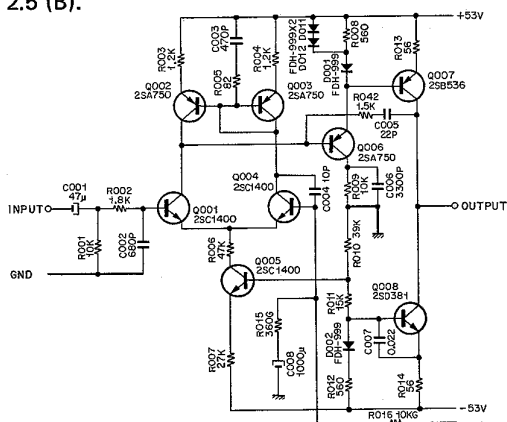 2.5 (B).
+53V
R003
1.2K
C003
470P
R005
82
R004
1.2K
D011
D012
FDH-999X2
R008
560
D001
FDH-999
R013
56
Q007
2SB536
Q002
2SA750
Q003
2SA750
R042
1.5K
C005
22P
Q006
2SA750
Q004
2SC1400
C004 10P
R009
10K
C006
3300P
C001
47µ
R002
1.8K
INPUT
R001
10K
C002
680P
Q001
2SC1400
GND
R006
47K
Q005
2SC1400
R010 39K
OUTPUT
R011
15K
Q008
2SD381
R015
360G
C008
1000µ
D002
FDH-999
C007
0.022
R007
27K
R012
560
R014
56
-53V
R016 10KG